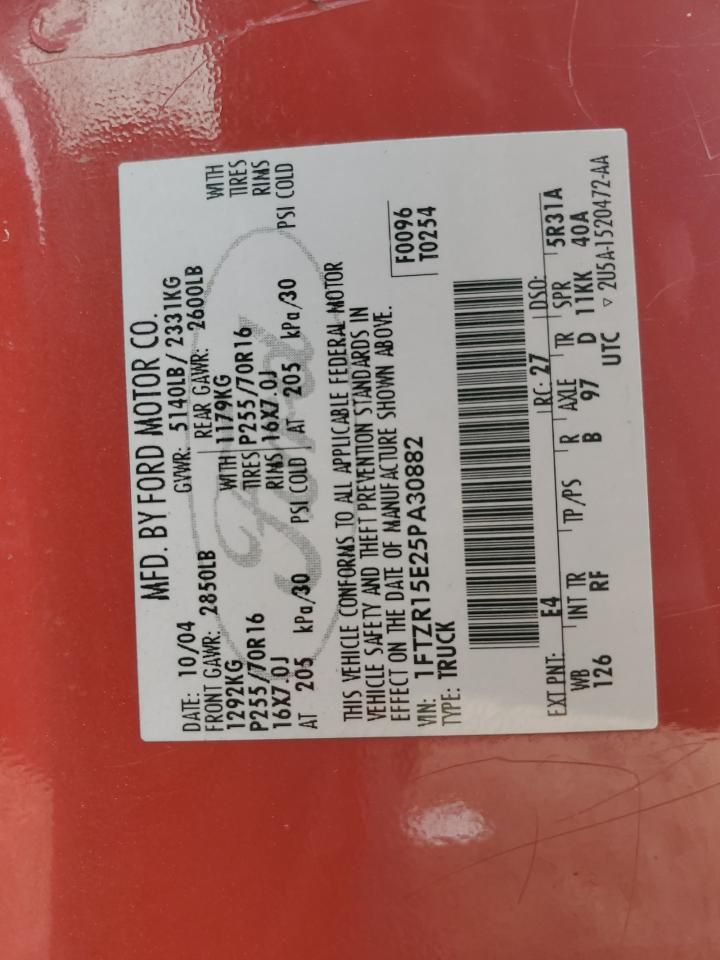 MFD. BY FORD MOTOR CO.
DATE: 10/04 GVWR: 5140LB / 2331KG
FRONT GAWR: 2850LB REAR GAWR: 2600LB
1292KG WITH 1179KG WITH
P255/70R16 TIRES P255/70R16 TIRES
16X7.0J RIMS 16X7.0J RIMS
AT 205 kPa/30 PSI COLD AT 205 kPa/30 PSI COLD
THIS VEHICLE CONFORMS TO ALL APPLICABLE FEDERAL MOTOR
VEHICLE SAFETY AND THEFT PREVENTION STANDARDS IN
EFFECT ON THE DATE OF MANUFACTURE SHOWN ABOVE.
VIN: 1FTZR15E25PA30882 F0096
TYPE: TRUCK T0254
Ford
EXT PNT: E4 RC: 27 DSO:
WB INT TR TP/PS R AXLE TR SPR 5R31A
126 RF B 97 D 11KK 40A
UTC ▽ 2U5A-1520472-AA